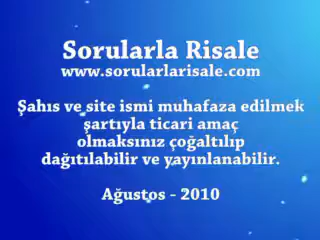 Sorularla Risale
www.sorularlarisale.com
Şahıs ve site ismi muhafaza edilmek
şartıyla ticari amaç
olmaksınız çoğaltılıp
dağıtılabilir ve yayınlanabilir.
Ağustos - 2010